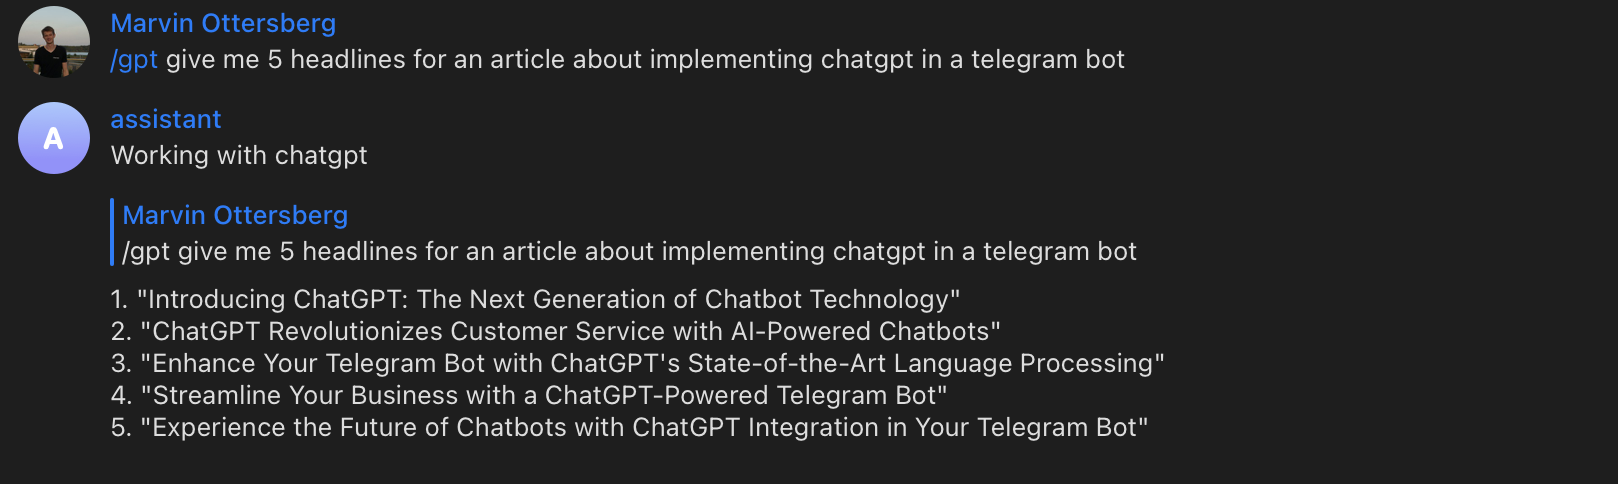 Marvin Ottersberg
/gpt give me 5 headlines for an article about implementing chatgpt in a telegram bot
A
assistant
Working with chatgpt
Marvin Ottersberg
/gpt give me 5 headlines for an article about implementing chatgpt in a telegram bot
1. "Introducing ChatGPT: The Next Generation of Chatbot Technology"
2. "ChatGPT Revolutionizes Customer Service with AI-Powered Chatbots"
3. "Enhance Your Telegram Bot with ChatGPT's State-of-the-Art Language Processing"
4. "Streamline Your Business with a ChatGPT-Powered Telegram Bot"
5. "Experience the Future of Chatbots with ChatGPT Integration in Your Telegram Bot"